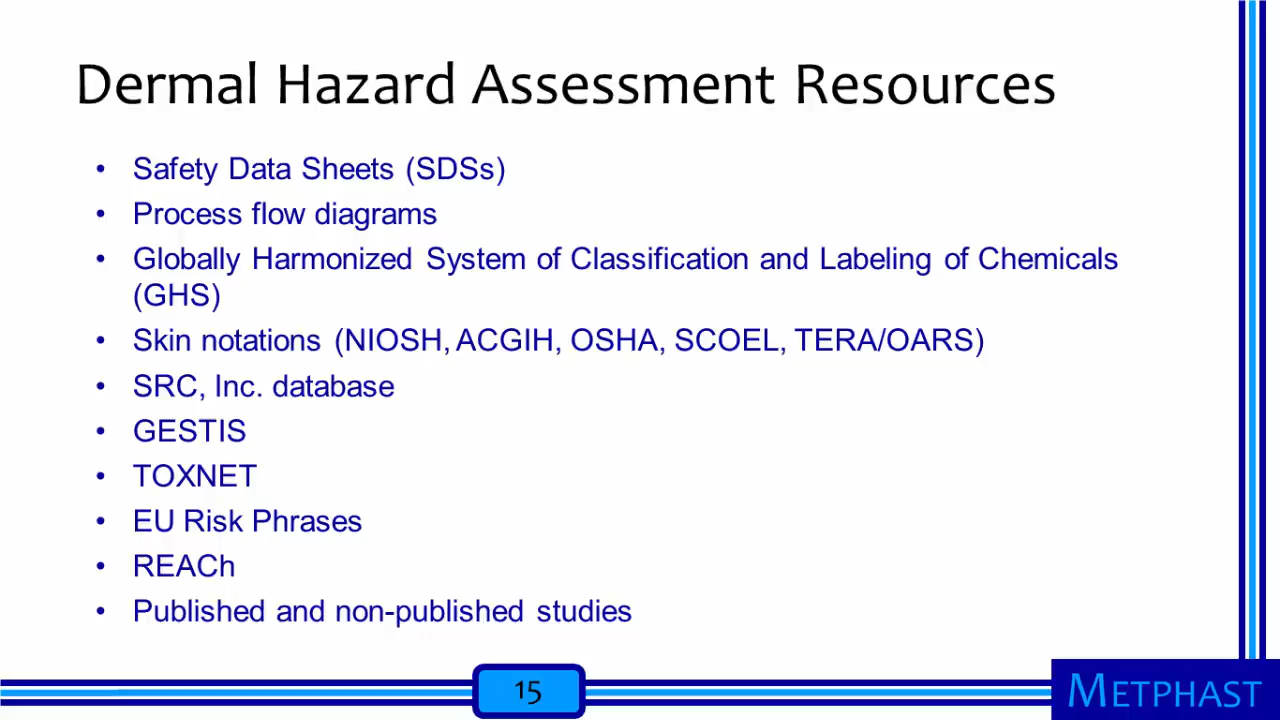 Dermal Hazard Assessment Resources
• Safety Data Sheets (SDSs)
• Process flow diagrams
• Globally Harmonized System of Classification and Labeling of Chemicals
(GHS)
• Skin notations (NIOSH, ACGIH, OSHA, SCOEL, TERA/OARS)
• SRC, Inc. database
• GESTIS
• TOXNET
• EU Risk Phrases
• REACh
• Published and non-published studies
15
METPHAST